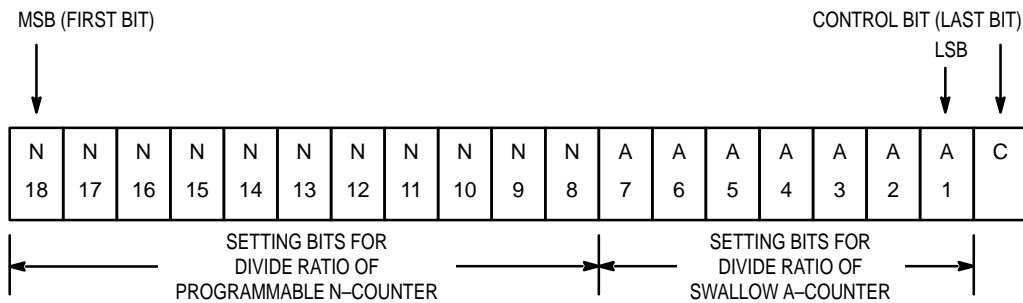 MSB (FIRST BIT)
CONTROL BIT (LAST BIT)
LSB
N N N N N N N N N N N A A A A A A A C
18 17 16 15 14 13 12 11 10 9 8 7 6 5 4 3 2 1
SETTING BITS FOR
DIVIDE RATIO OF
PROGRAMMABLE N–COUNTER
SETTING BITS FOR
DIVIDE RATIO OF
SWALLOW A–COUNTER